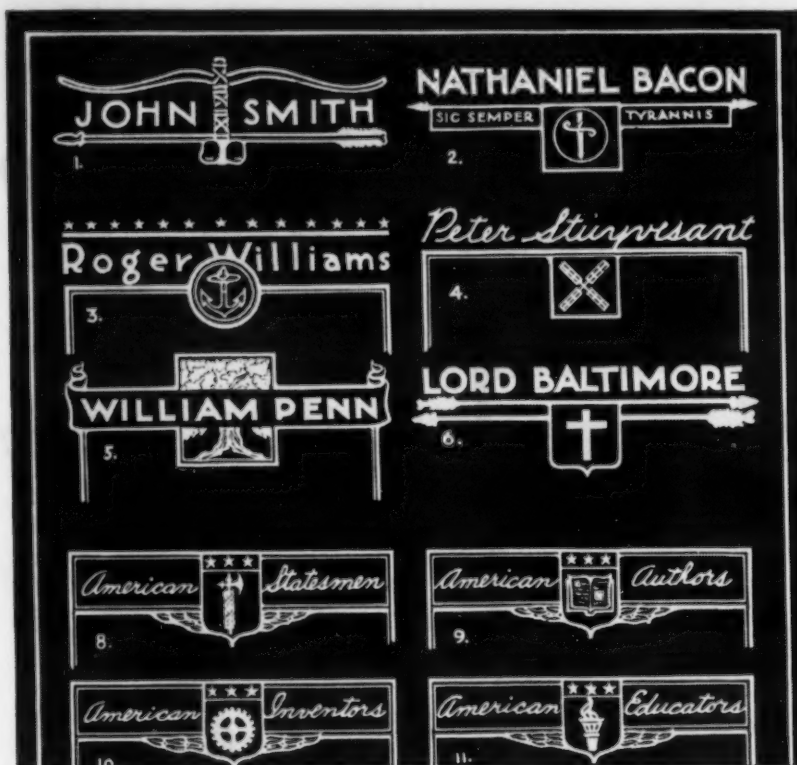 JOHN SMITH
1.
NATHANIEL BACON
SIC SEMPER TYRANNIS
2.
Roger Williams
3.
Peter Stuyvesant
4.
WILLIAM PENN
5.
LORD BALTIMORE
6.
American Statesmen
8.
American Authors
9.
American Inventors
10.
American Educators
11.